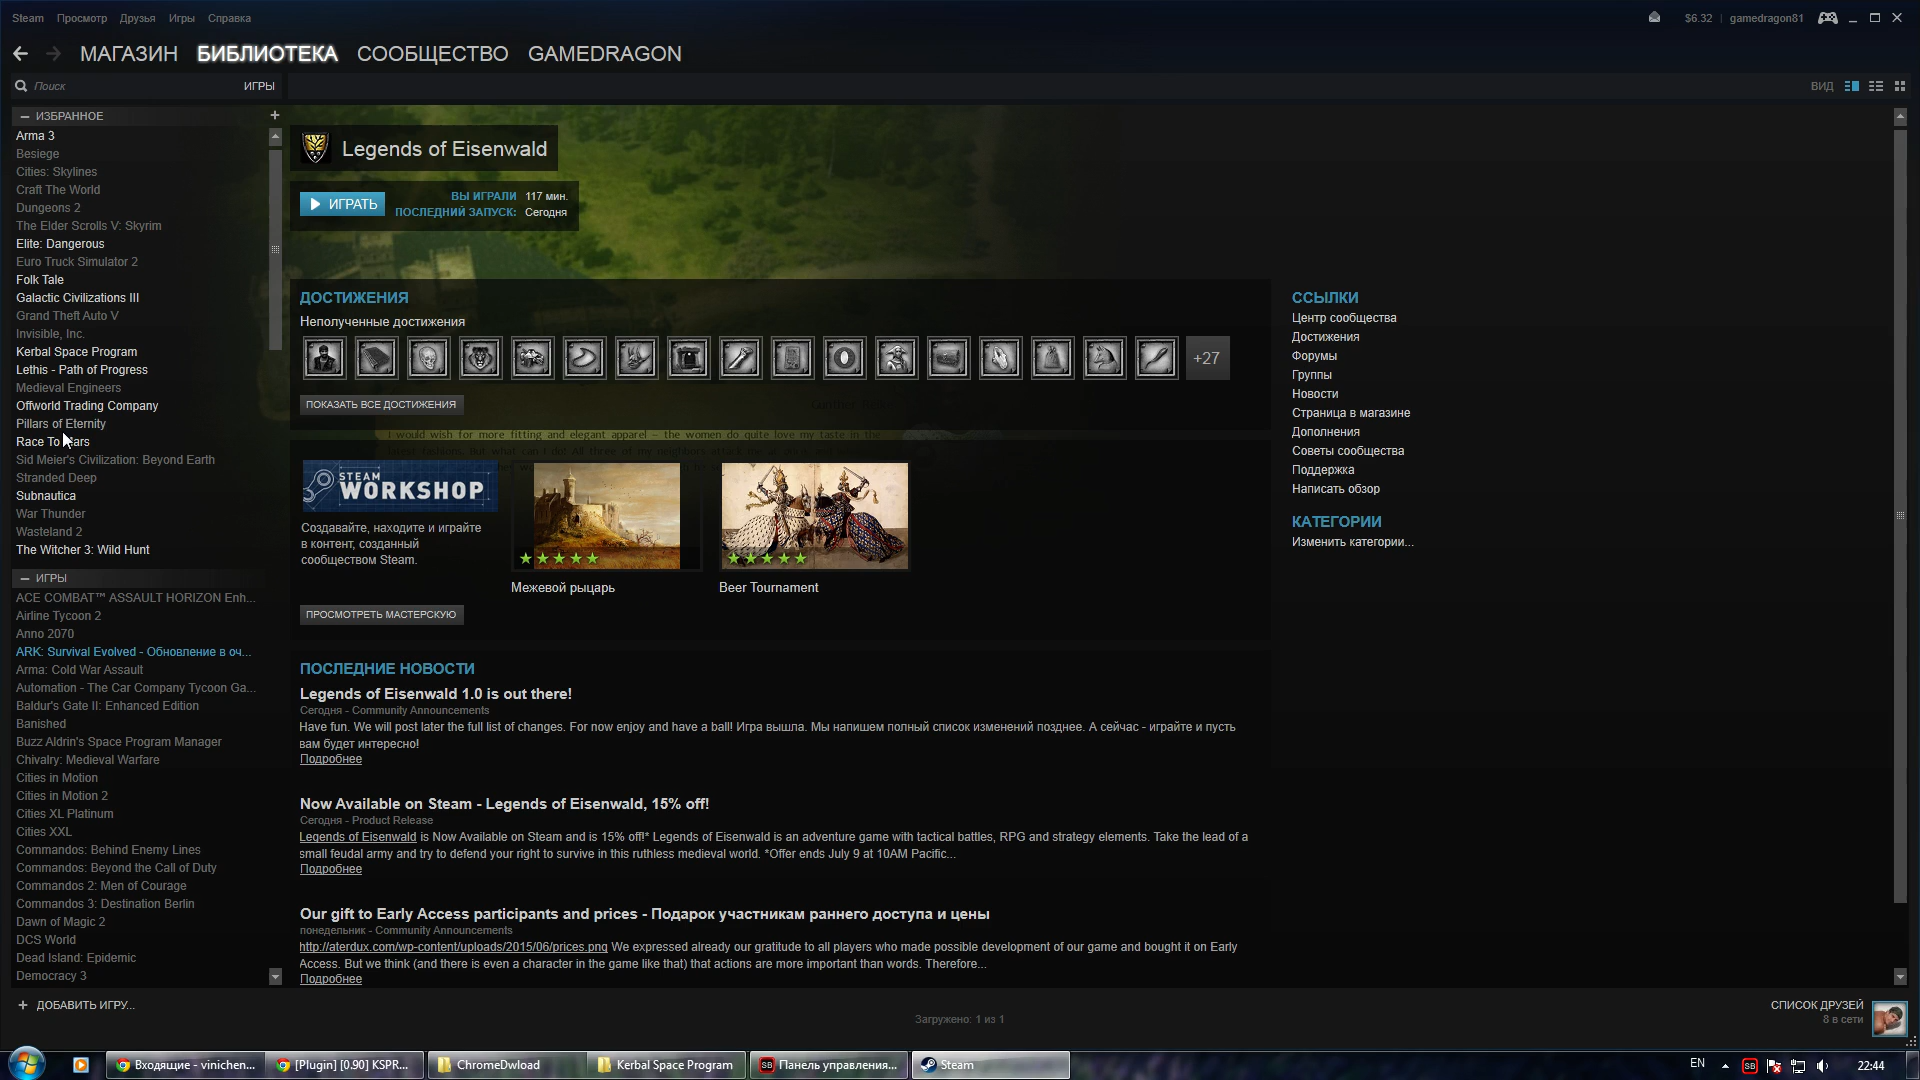 Steam Просмотр Друзья Игры Справка
$6.32 | gamedragon81
МАГАЗИН БИБЛИОТЕКА СООБЩЕСТВО GAMEDRAGON
Поиск ИГРЫ
ВИД
— ИЗБРАННОЕ +
Arma 3
Besiege
Cities: Skylines
Craft The World
Dungeons 2
The Elder Scrolls V: Skyrim
Elite: Dangerous
Euro Truck Simulator 2
Folk Tale
Galactic Civilizations III
Grand Theft Auto V
Invisible, Inc.
Kerbal Space Program
Lethis - Path of Progress
Medieval Engineers
Offworld Trading Company
Pillars of Eternity
Race To Mars
Sid Meier's Civilization: Beyond Earth
Stranded Deep
Subnautica
War Thunder
Wasteland 2
The Witcher 3: Wild Hunt
— ИГРЫ
ACE COMBAT™ ASSAULT HORIZON Enh...
Airline Tycoon 2
Anno 2070
ARK: Survival Evolved - Обновление в оч...
Arma: Cold War Assault
Automation - The Car Company Tycoon Ga...
Baldur's Gate II: Enhanced Edition
Banished
Buzz Aldrin's Space Program Manager
Chivalry: Medieval Warfare
Cities in Motion
Cities in Motion 2
Cities XL Platinum
Cities XXL
Commandos: Behind Enemy Lines
Commandos: Beyond the Call of Duty
Commandos 2: Men of Courage
Commandos 3: Destination Berlin
Dawn of Magic 2
DCS World
Dead Island: Epidemic
Democracy 3
+ ДОБАВИТЬ ИГРУ...
Legends of Eisenwald
ИГРАТЬ
ВЫ ИГРАЛИ 117 мин.
ПОСЛЕДНИЙ ЗАПУСК: Сегодня
ДОСТИЖЕНИЯ
Неполученные достижения
+27
ПОКАЗАТЬ ВСЕ ДОСТИЖЕНИЯ
I would wish for more fitting and elegant apparel – the women do quite love my taste in the
STEAM
WORKSHOP
Создавайте, находите и играйте
в контент, созданный
сообществом Steam.
ПРОСМОТРЕТЬ МАСТЕРСКУЮ
Межевой рыцарь
Beer Tournament
ПОСЛЕДНИЕ НОВОСТИ
Legends of Eisenwald 1.0 is out there!
Сегодня - Community Announcements
Have fun. We will post later the full list of changes. For now enjoy and have a ball! Игра вышла. Мы напишем полный список изменений позднее. А сейчас - играйте и пусть
вам будет интересно!
Подробнее
Now Available on Steam - Legends of Eisenwald, 15% off!
Сегодня - Product Release
Legends of Eisenwald is Now Available on Steam and is 15% off!* Legends of Eisenwald is an adventure game with tactical battles, RPG and strategy elements. Take the lead of a
small feudal army and try to defend your right to survive in this ruthless medieval world. *Offer ends July 9 at 10AM Pacific...
Подробнее
Our gift to Early Access participants and prices - Подарок участникам раннего доступа и цены
понедельник - Community Announcements
http://aterdux.com/wp-content/uploads/2015/06/prices.png We expressed already our gratitude to all players who made possible development of our game and bought it on Early
Access. But we think (and there is even a character in the game like that) that actions are more important than words. Therefore...
Подробнее
ССЫЛКИ
Центр сообщества
Достижения
Форумы
Группы
Новости
Страница в магазине
Дополнения
Советы сообщества
Поддержка
Написать обзор
КАТЕГОРИИ
Изменить категории...
Загружено: 1 из 1
СПИСОК ДРУЗЕЙ
8 в сети
Входящие - vinichen...
[Plugin] [0.90] KSPR...
ChromeDwload
Kerbal Space Program
SB Панель управления...
Steam
EN
SB
22:44